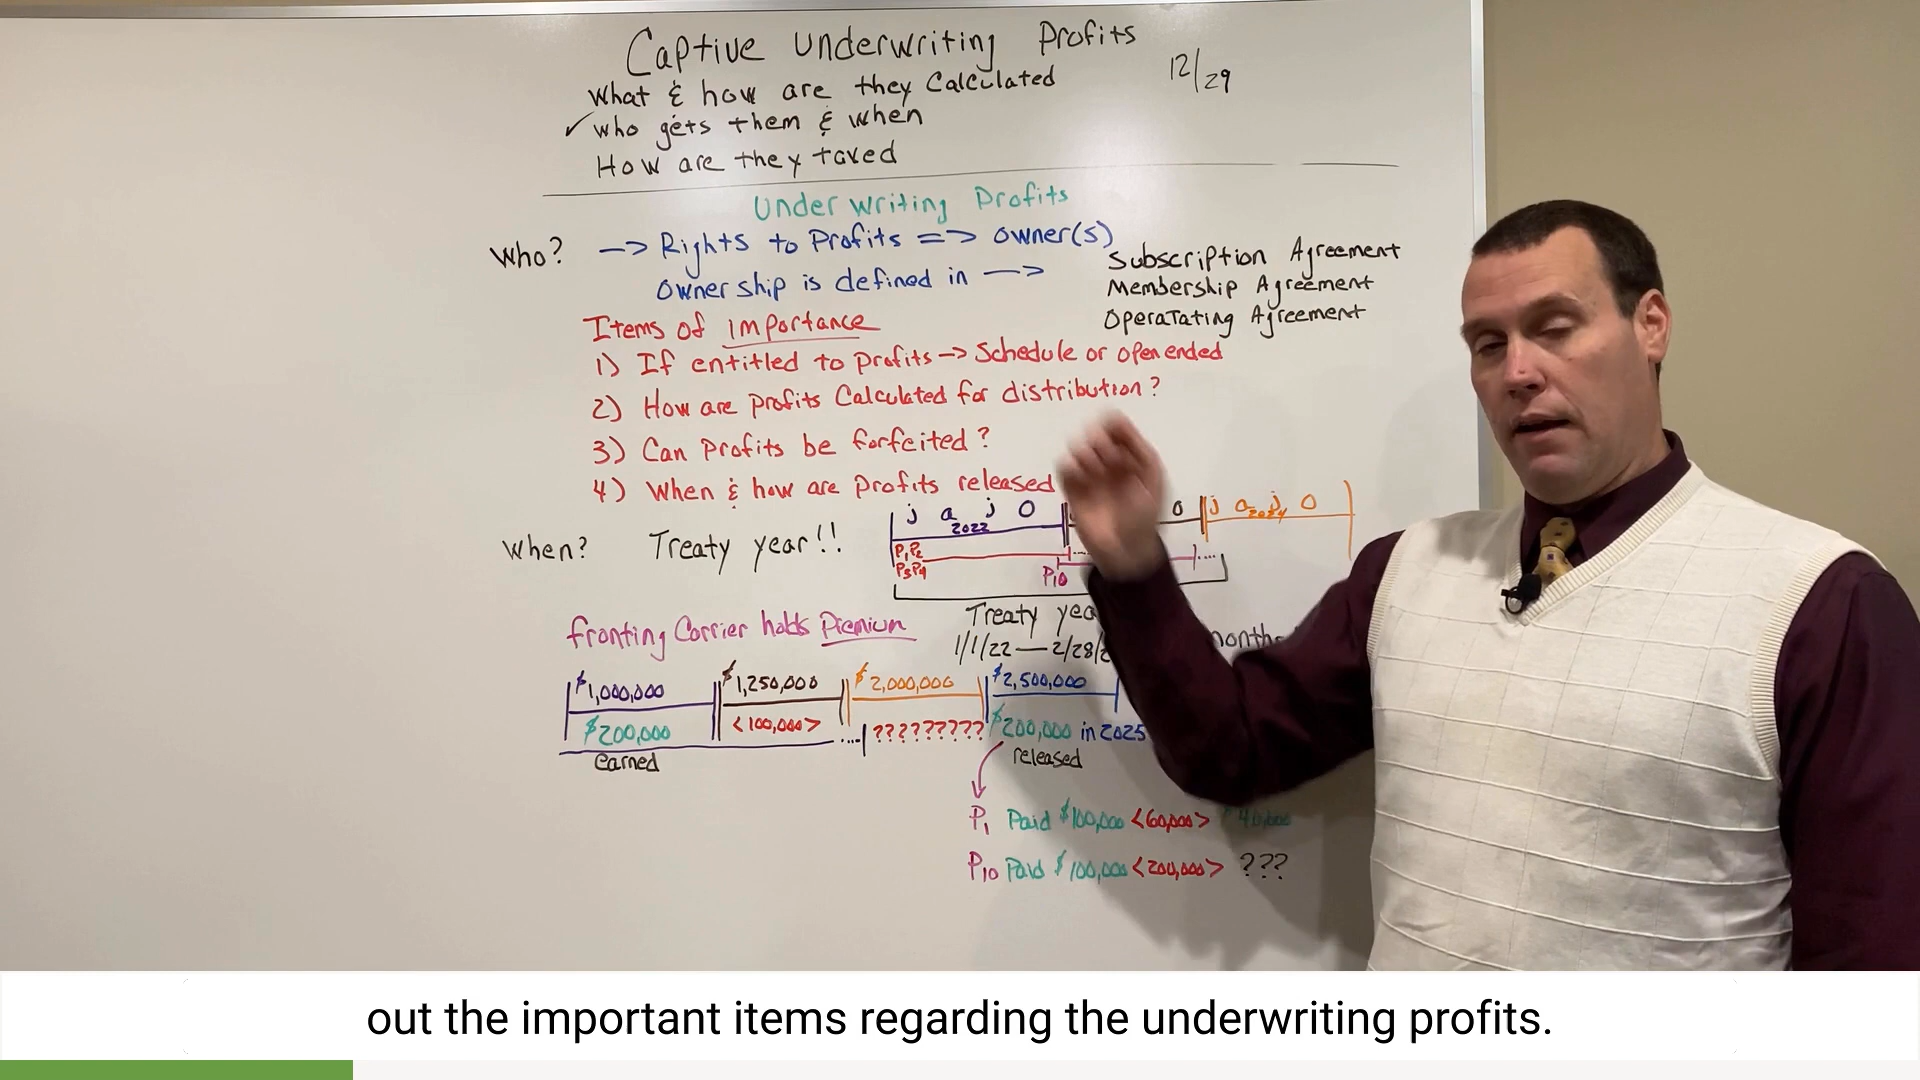 Captive Underwriting Profits
12/29
What & how are they Calculated
✓ who gets them & when
How are they taxed
Underwriting Profits
Who? —> Rights to Profits => owner(s)
Ownership is defined in —>
Subscription Agreement
Membership Agreement
Operatating Agreement
Items of importance
1) If entitled to profits -> Schedule or open ended
2) How are profits Calculated for distribution?
3) Can Profits be forfeited?
4) When & how are profits released
When? Treaty year!!
j a j O
2022
O
j a j O
2024
P1 P2
P3 P4
P10
Treaty yea
1/1/22 — 2/28/2
months
fronting Carrier holds Premium
$1,000,000 $1,250,000 $2,000,000 $2,500,000
$200,000 <100,000> ????????? $200,000 in 2025
earned released
P1 Paid $100,000 <60,000> $40,000
P10 Paid $100,000 <200,000> ???
out the important items regarding the underwriting profits.